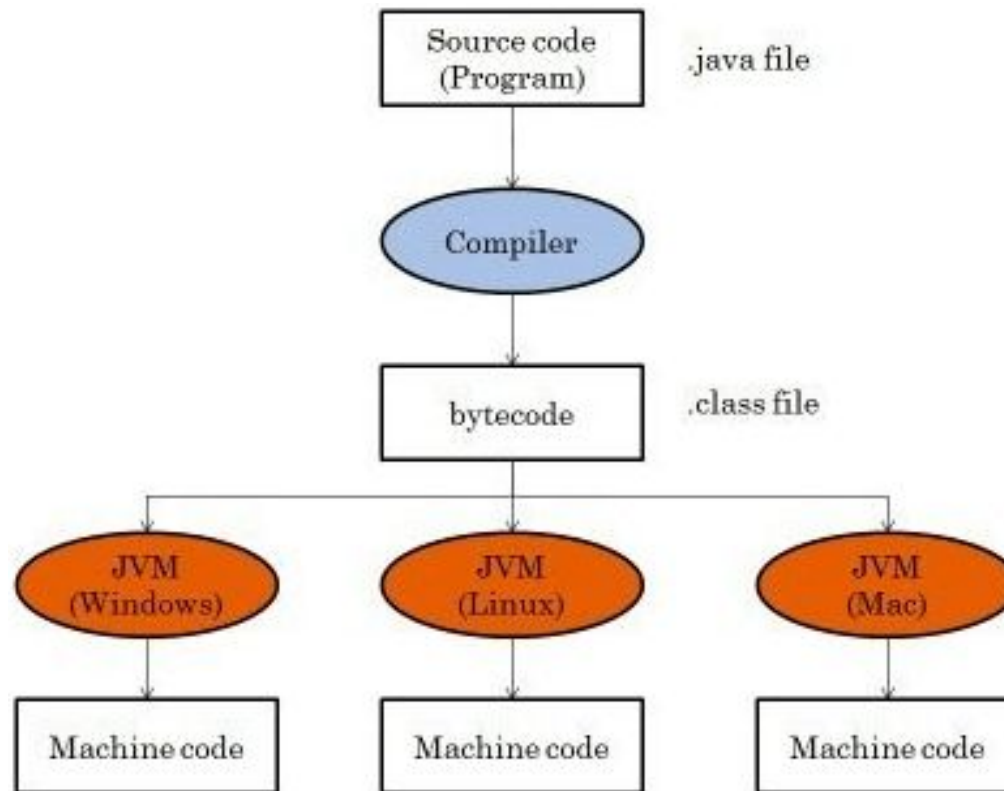 Source code
(Program)
.java file
Compiler
bytecode
.class file
JVM
(Windows)
JVM
(Linux)
JVM
(Mac)
Machine code
Machine code
Machine code